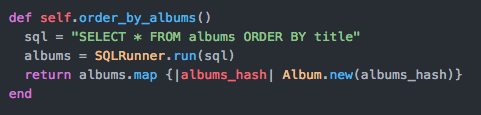 def self.order_by_albums()
sql = "SELECT * FROM albums ORDER BY title"
albums = SQLRunner.run(sql)
return albums.map {|albums_hash| Album.new(albums_hash)}
end